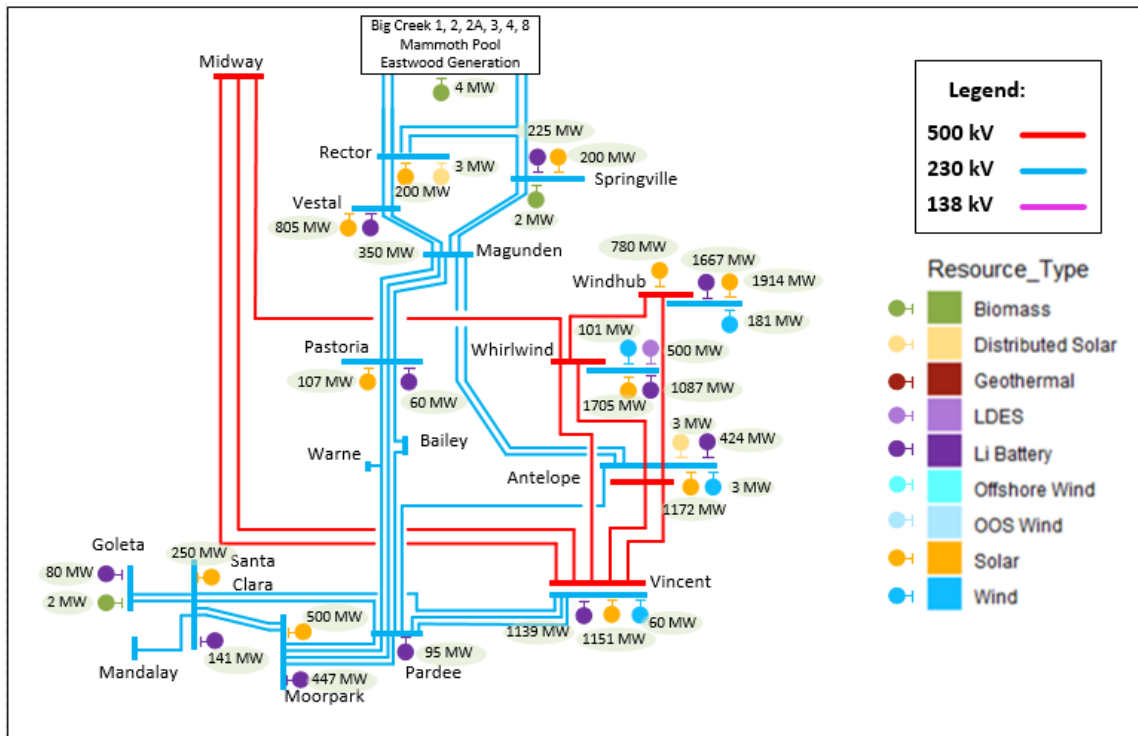 Big Creek 1, 2, 2A, 3, 4, 8
Mammoth Pool
Eastwood Generation
Midway
4 MW
Legend:
500 kV
230 kV
138 kV
225 MW
Rector
3 MW
200 MW
200 MW
Springville
Vestal
2 MW
805 MW
350 MW
Magunden
780 MW
1667 MW
Windhub
1914 MW
181 MW
Resource_Type
Biomass
Distributed Solar
Geothermal
LDES
Li Battery
Offshore Wind
OOS Wind
Solar
Wind
101 MW
Pastoria
Whirlwind
500 MW
107 MW
60 MW
1705 MW
1087 MW
3 MW
424 MW
Bailey
Warne
Antelope
3 MW
1172 MW
Goleta
250 MW
Santa
Clara
80 MW
2 MW
Vincent
500 MW
1139 MW
1151 MW
60 MW
Mandalay
141 MW
95 MW
Pardee
447 MW
Moorpark